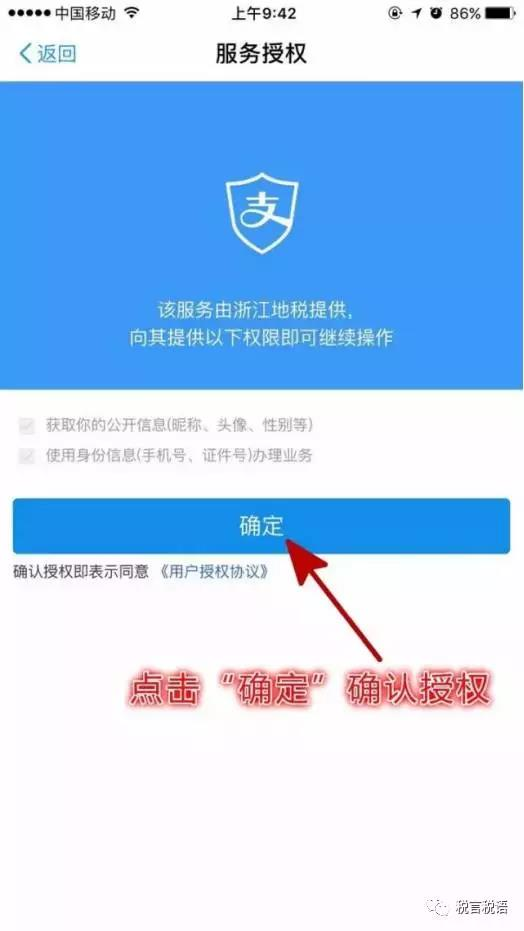 中国移动 上午9:42 86%
返回 服务授权
支
该服务由浙江地税提供，
向其提供以下权限即可继续操作
获取你的公开信息(昵称、头像、性别等)
使用身份信息(手机号、证件号)办理业务
确定
确认授权即表示同意 《用户授权协议》
点击“确定”确认授权
税言税语